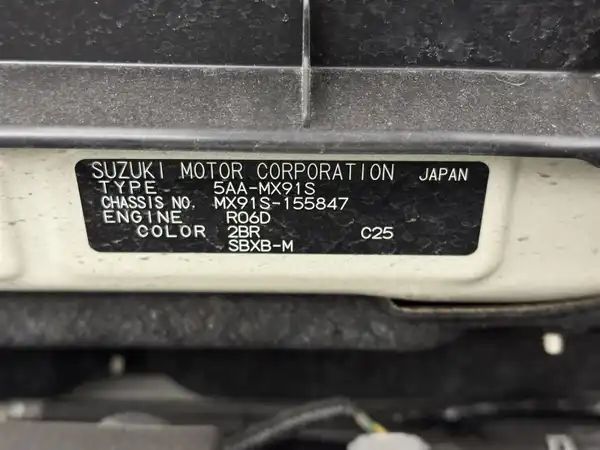 SUZUKI MOTOR CORPORATION JAPAN
TYPE 5AA-MX91S
CHASSIS NO. MX91S-155847
ENGINE R06D
COLOR 2BR C25
SBXB-M